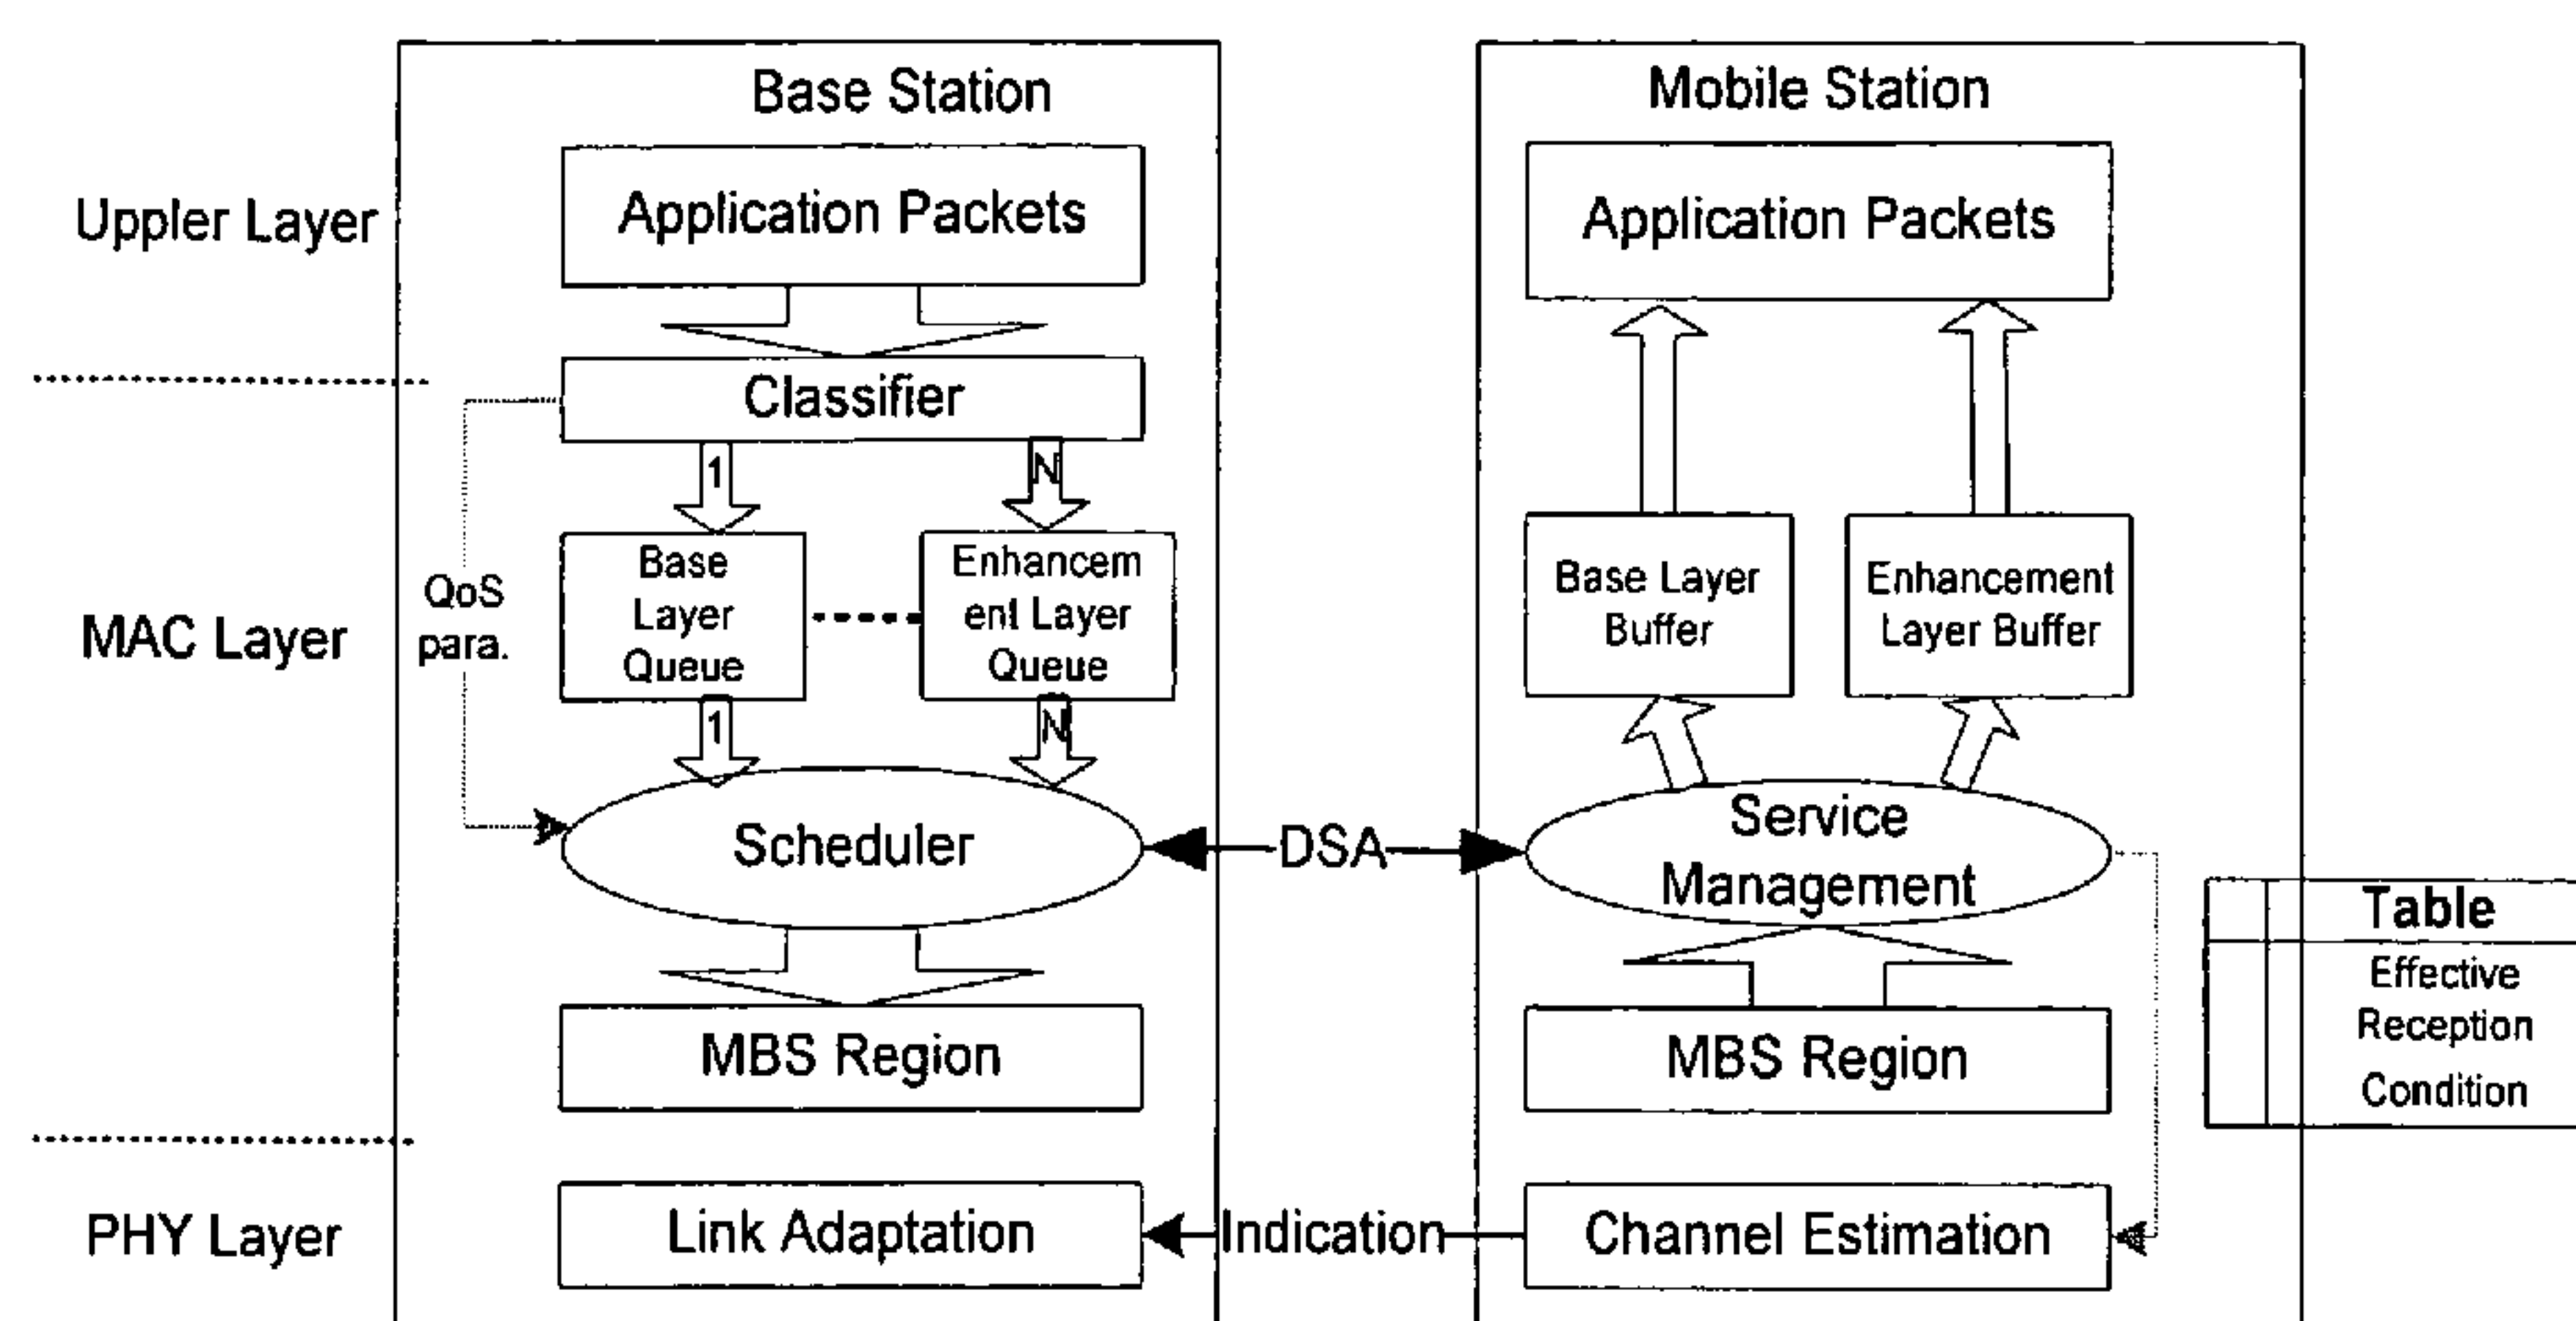 Base Station
Mobile Station
Uppler Layer
Application Packets
Application Packets
Classifier
1
N
QoS
para.
MAC Layer
Base
Layer
Queue
Enhancem
ent Layer
Queue
Base Layer
Buffer
Enhancement
Layer Buffer
1
N
Scheduler
DSA
Service
Management
Table
Effective
Reception
Condition
MBS Region
MBS Region
PHY Layer
Link Adaptation
Indication
Channel Estimation